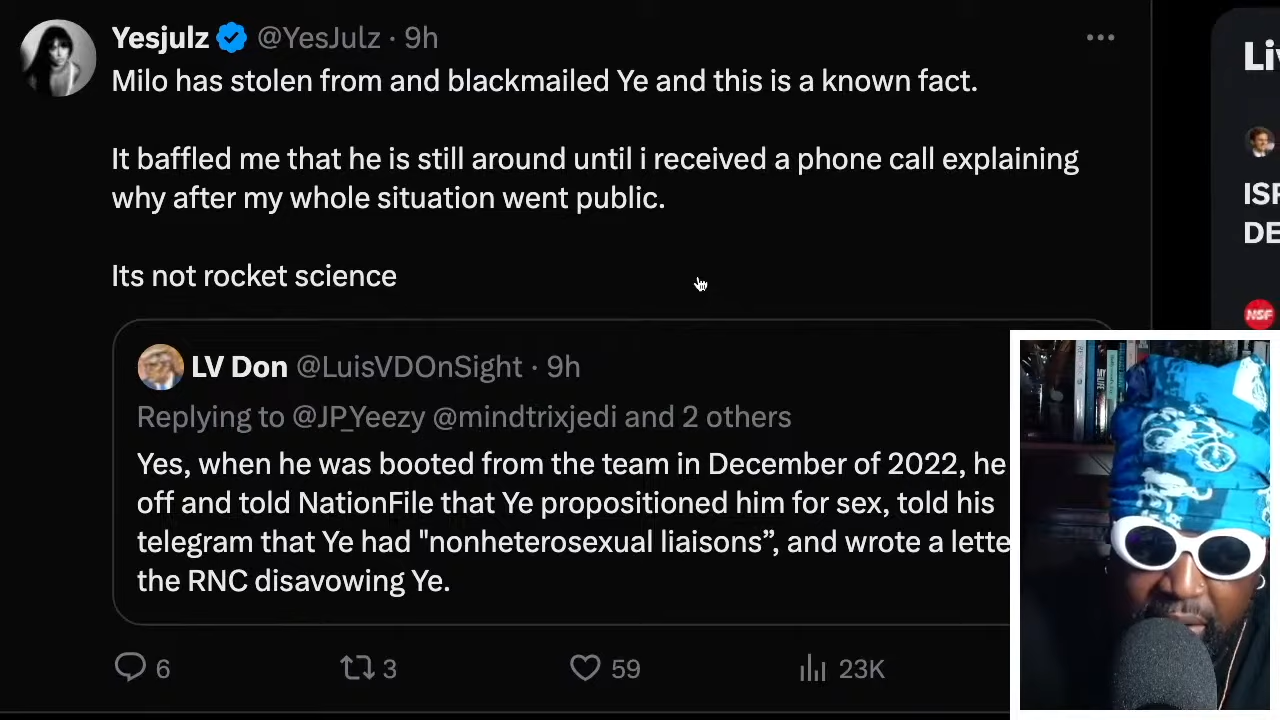 Yesjulz @YesJulz · 9h
Milo has stolen from and blackmailed Ye and this is a known fact.
It baffled me that he is still around until i received a phone call explaining
why after my whole situation went public.
Its not rocket science
LV Don @LuisVDOnSight · 9h
Replying to @JP_Yeezy @mindtrixjedi and 2 others
Yes, when he was booted from the team in December of 2022, he
off and told NationFile that Ye propositioned him for sex, told his
telegram that Ye had "nonheterosexual liaisons”, and wrote a lette
the RNC disavowing Ye.
6 3 59 23K
Li
ISR
DE
NSF